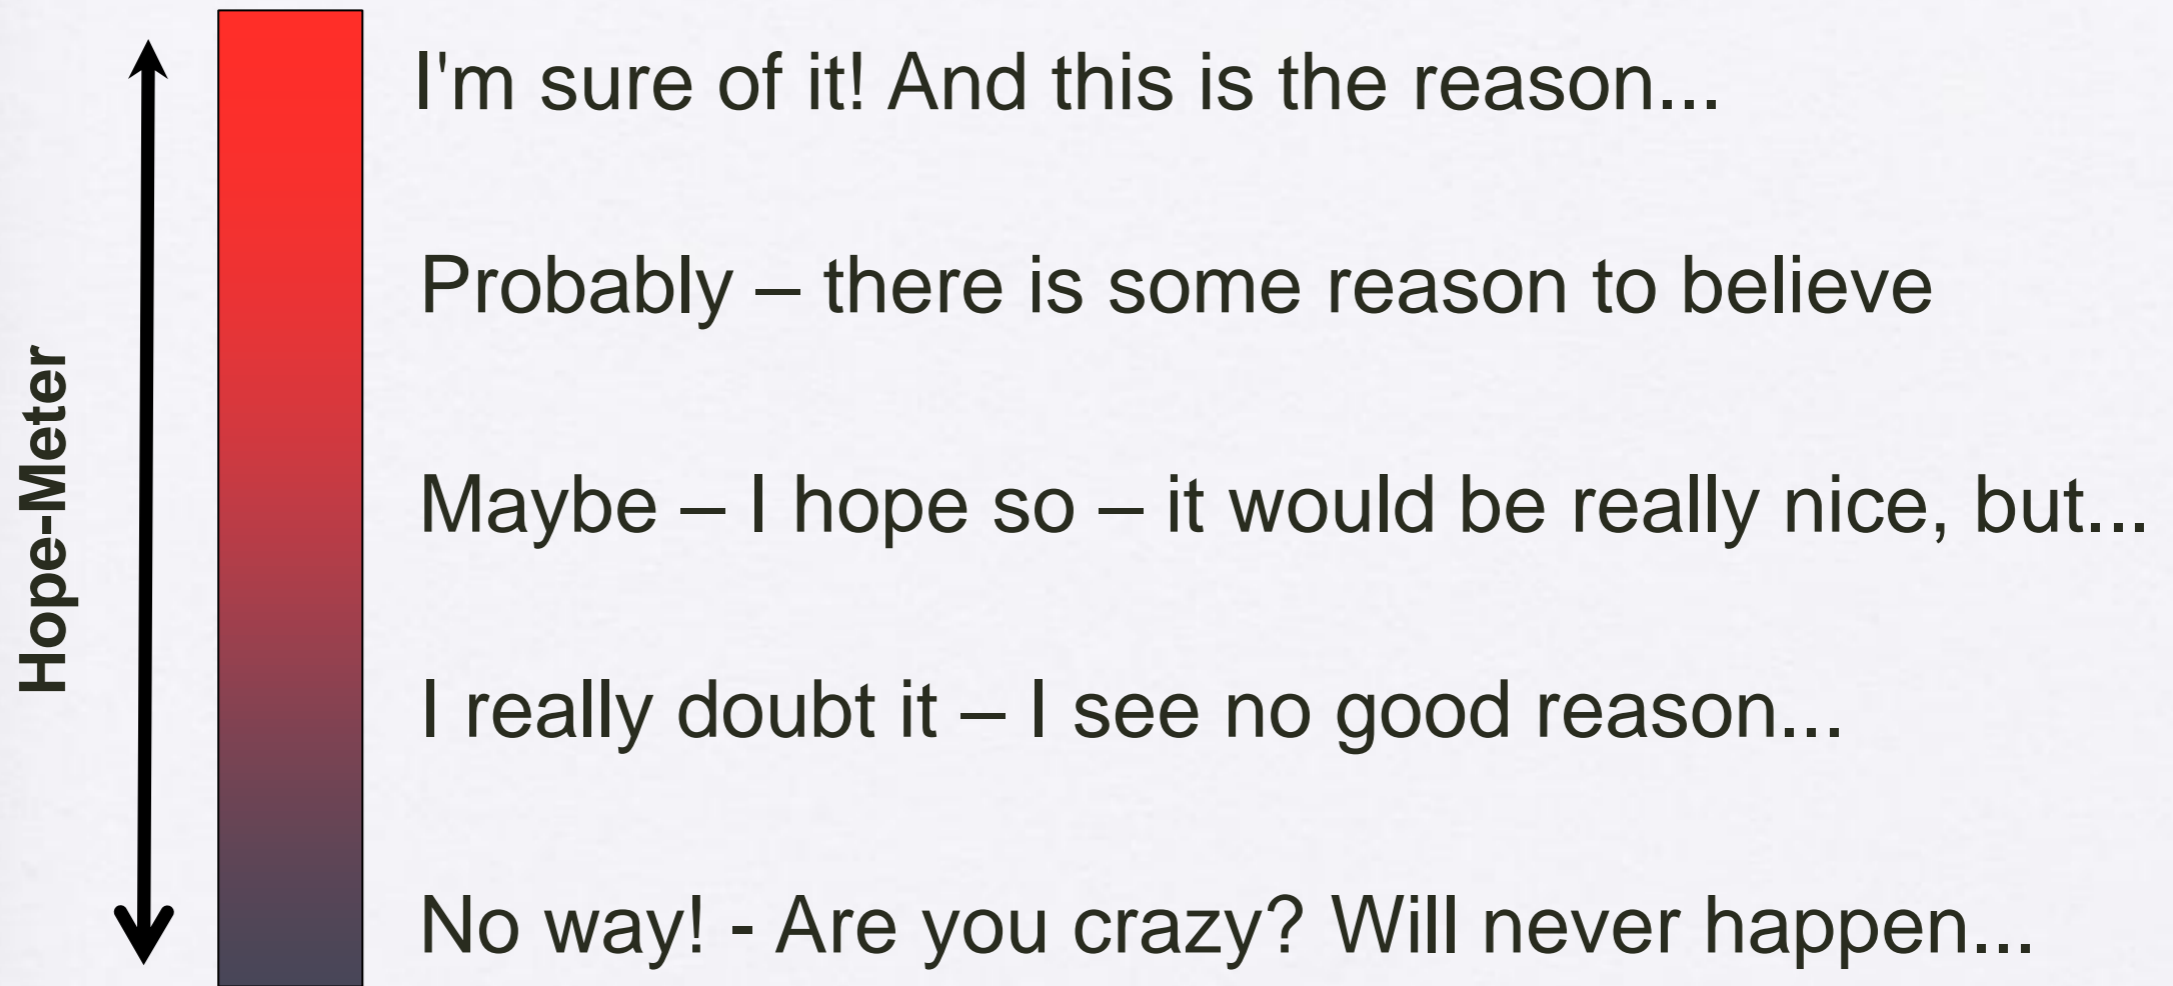 Hope-Meter
I'm sure of it! And this is the reason...
Probably – there is some reason to believe
Maybe – I hope so – it would be really nice, but...
I really doubt it – I see no good reason...
No way! - Are you crazy? Will never happen...